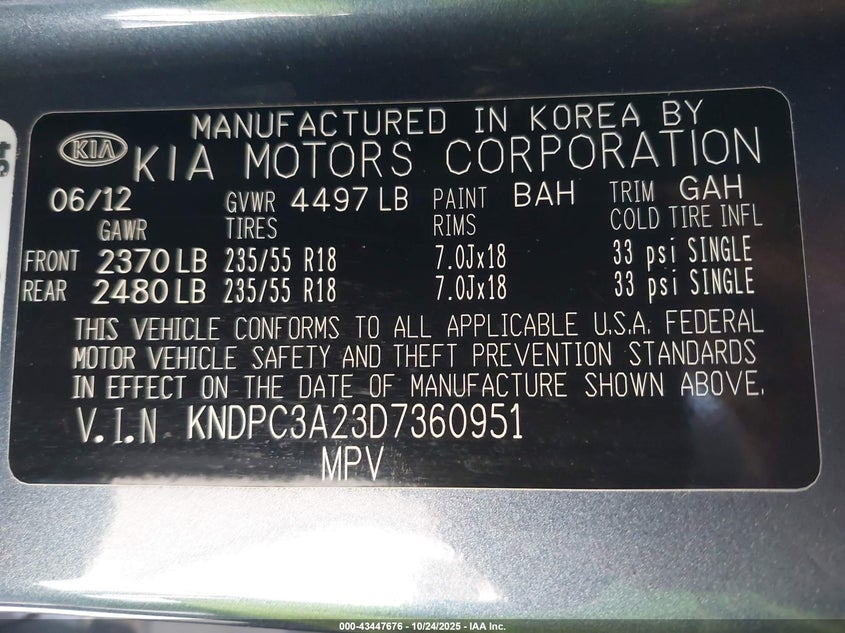 MANUFACTURED IN KOREA BY
KIA KIA MOTORS CORPORATION
06/12 GVWR 4497 LB PAINT BAH TRIM GAH
GAWR TIRES RIMS COLD TIRE INFL
FRONT 2370 LB 235/55 R18 7.0Jx18 33 psi SINGLE
REAR 2480 LB 235/55 R18 7.0Jx18 33 psi SINGLE
THIS VEHICLE CONFORMS TO ALL APPLICABLE U.S.A. FEDERAL
MOTOR VEHICLE SAFETY AND THEFT PREVENTION STANDARDS
IN EFFECT ON THE DATE OF MANUFACTURE SHOWN ABOVE.
V.I.N KNDPC3A23D7360951
MPV
000-43447676 - 10/24/2025 - IAA Inc.